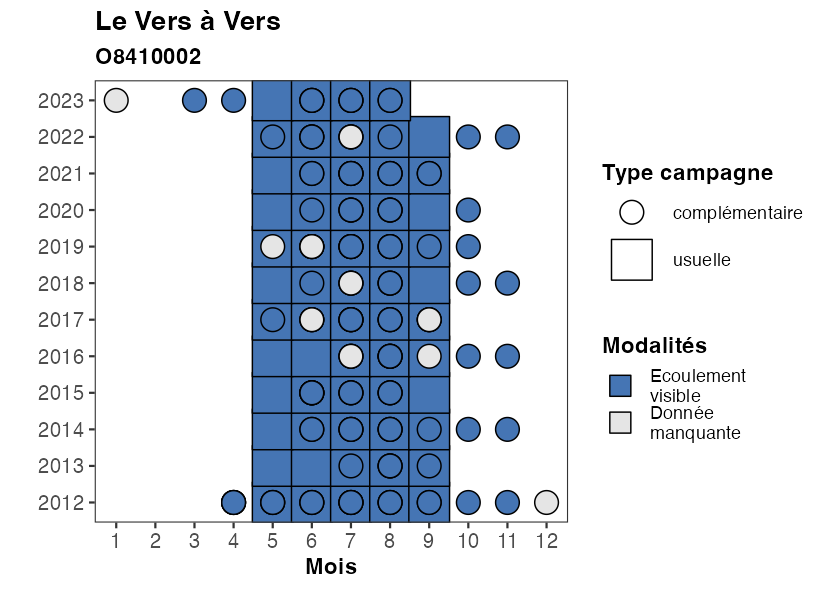 Le Vers à Vers
O8410002
2023
2022
2021
2020
2019
2018
2017
2016
2015
2014
2013
2012
1 2 3 4 5 6 7 8 9 10 11 12
Mois
Type campagne
complémentaire
usuelle
Modalités
Ecoulement
visible
Donnée
manquante